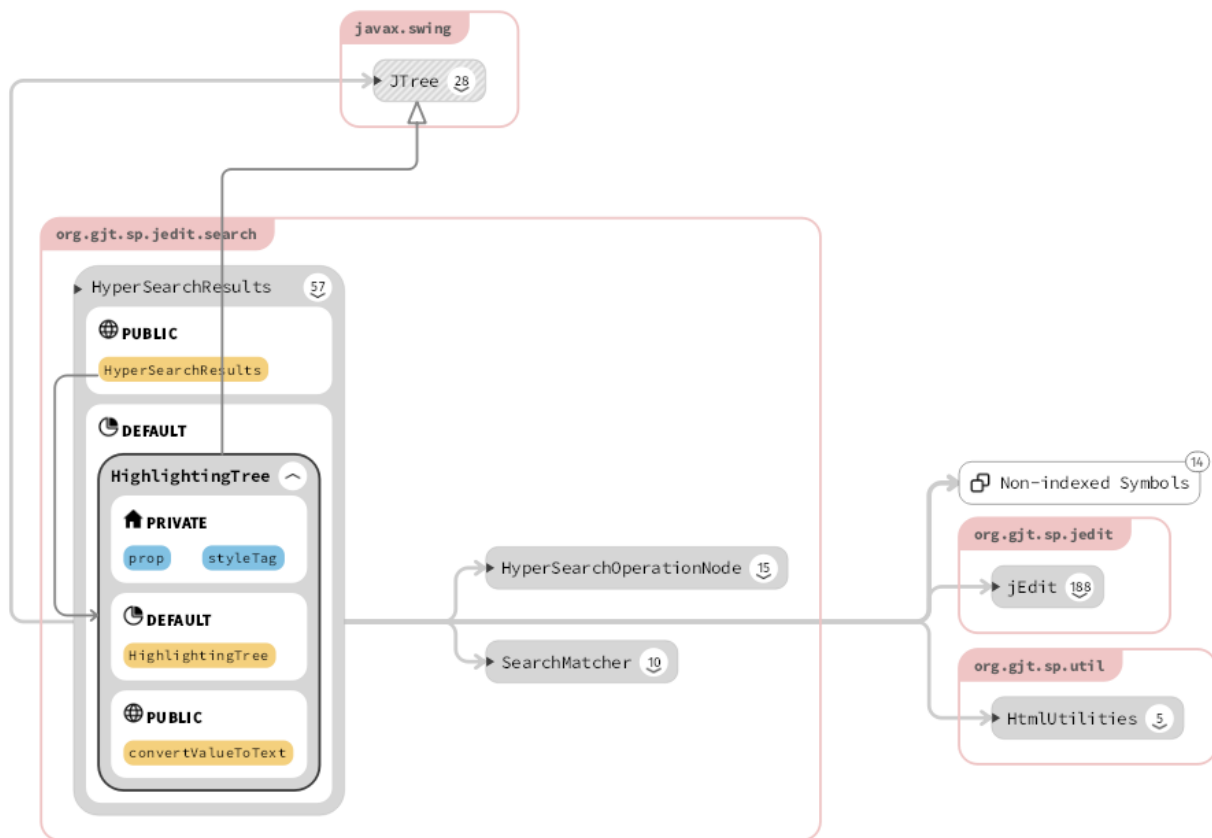 javax.swing
JTree 28
org.gjt.sp.jedit.search
HyperSearchResults 57
PUBLIC
HyperSearchResults
DEFAULT
HighlightingTree
PRIVATE
prop styleTag
DEFAULT
HighlightingTree
PUBLIC
convertValueToText
HyperSearchOperationNode 15
SearchMatcher 10
14
Non-indexed Symbols
org.gjt.sp.jedit
jEdit 188
org.gjt.sp.util
HtmlUtilities 5